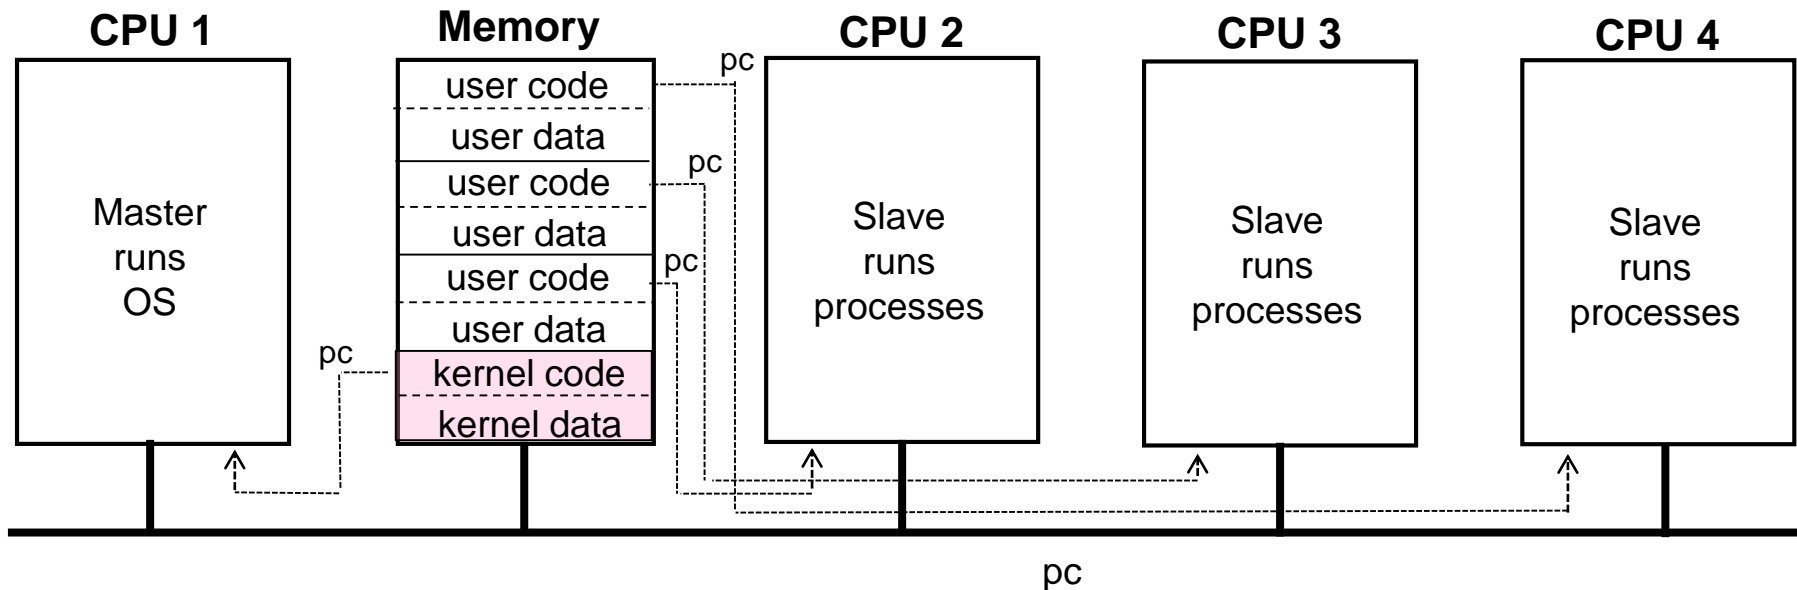 CPU 1
Master
runs
OS
Memory
user code
user data
user code
user data
user code
user data
kernel code
kernel data
pc
pc
pc
pc
CPU 2
Slave
runs
processes
CPU 3
Slave
runs
processes
CPU 4
Slave
runs
processes
pc